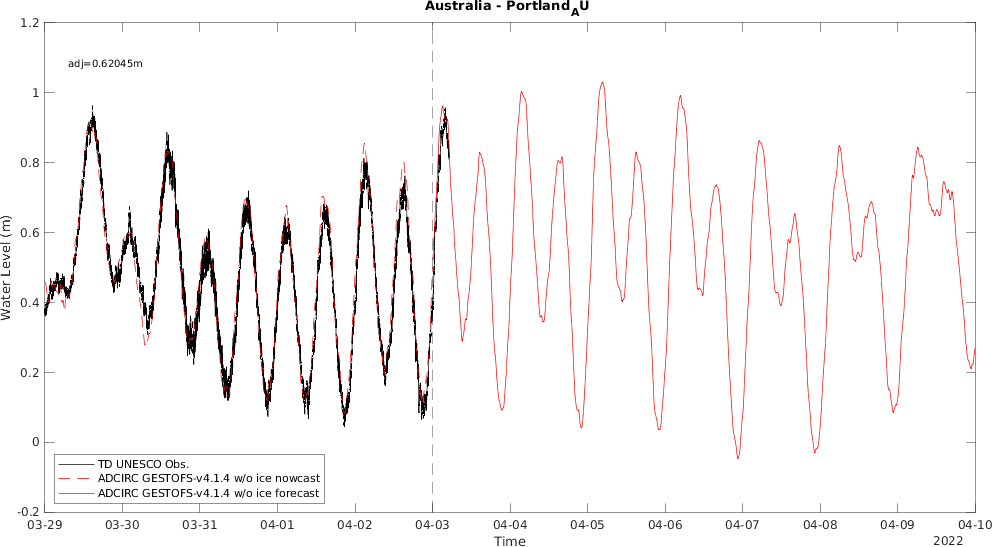 Australia - Portland_AU
adj=0.62045m
1.2
1
0.8
0.6
0.4
0.2
0
-0.2
Water Level (m)
TD UNESCO Obs.
ADCIRC GESTOFS-v4.1.4 w/o ice nowcast
ADCIRC GESTOFS-v4.1.4 w/o ice forecast
03-29 03-30 03-31 04-01 04-02 04-03 04-04 04-05 04-06 04-07 04-08 04-09 04-10
Time
2022